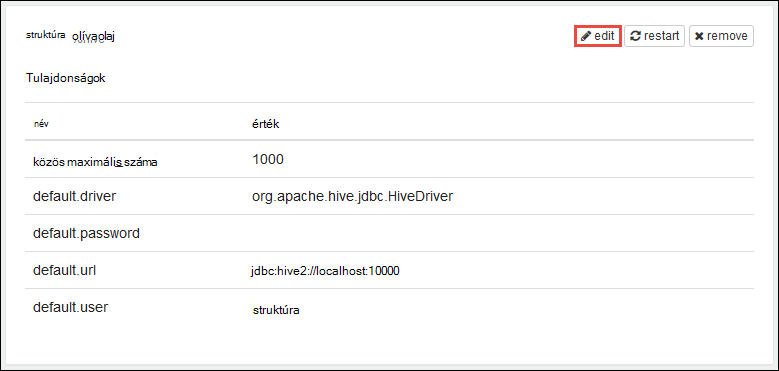 struktúra olívaolaj edit restart remove
Tulajdonságok
név érték
közös maximális száma 1000
default.driver org.apache.hive.jdbc.HiveDriver
default.password
default.url jdbc:hive2://localhost:10000
default.user struktúra